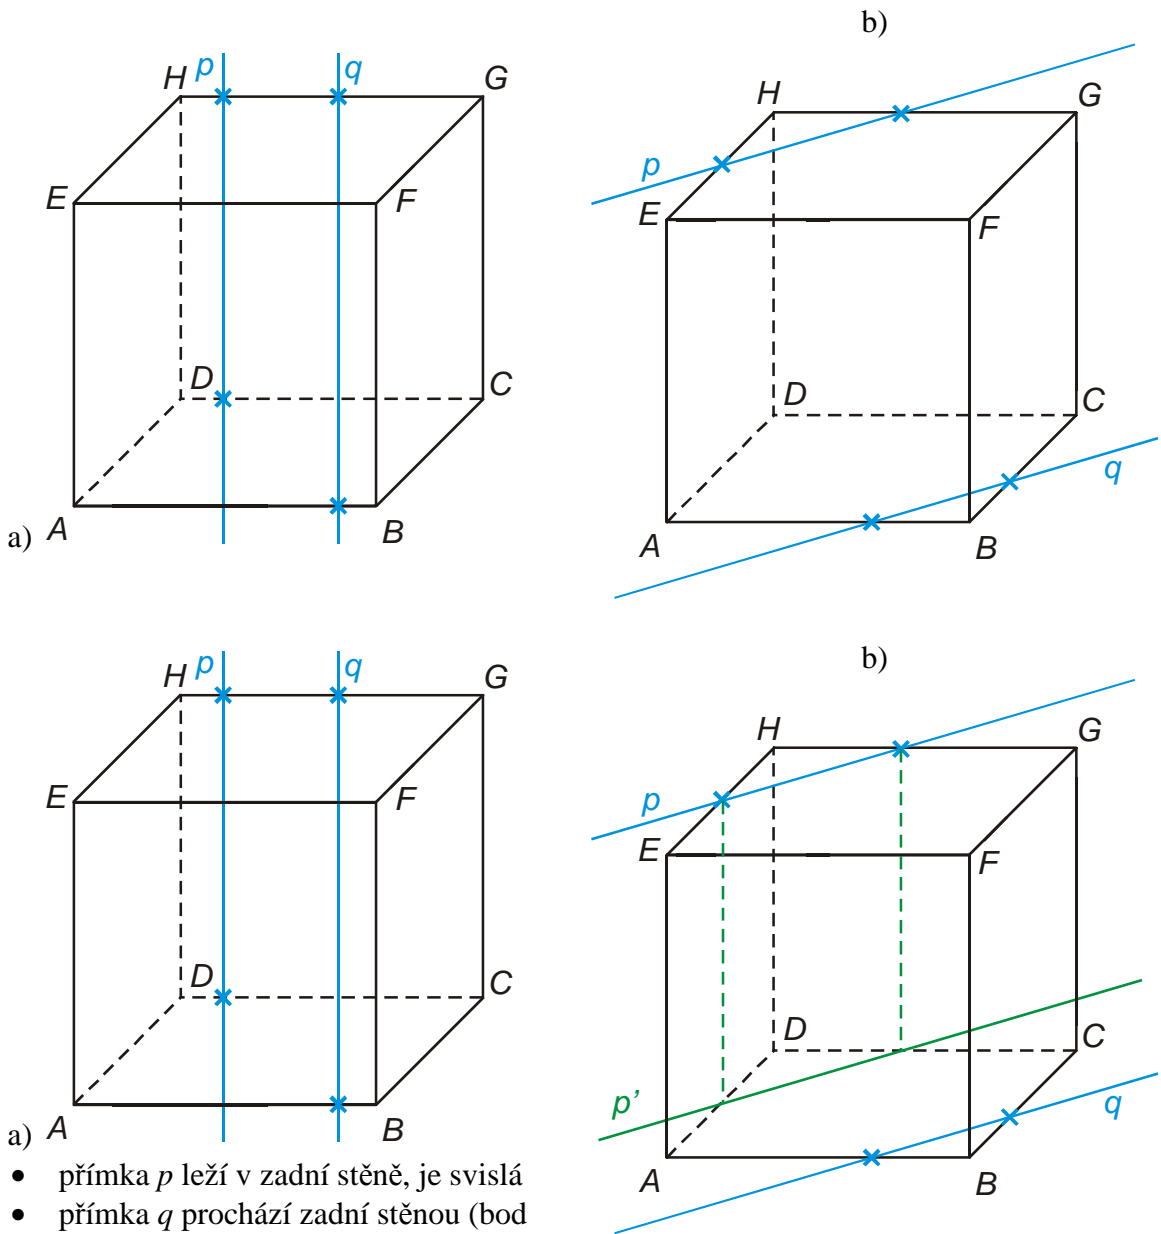 b)
H p q G
E F
D C
a) A B
H G
p
E F
D C
q
A B
b)
H p q G
E F
D C
a) A B
H G
p
E F
D C
p’ q
A B
• přímka p leží v zadní stěně, je svislá
• přímka q prochází zadní stěnou (bod